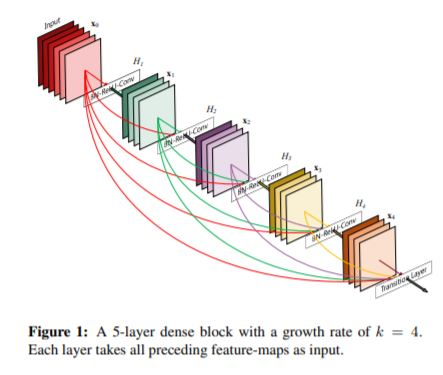 Input
x₀
H₁
x₁
BN-ReLU-Conv
H₂
x₂
BN-ReLU-Conv
H₃
x₃
BN-ReLU-Conv
H₄
x₄
BN-ReLU-Conv
Transition Layer
Figure 1: A 5-layer dense block with a growth rate of k = 4.
Each layer takes all preceding feature-maps as input.